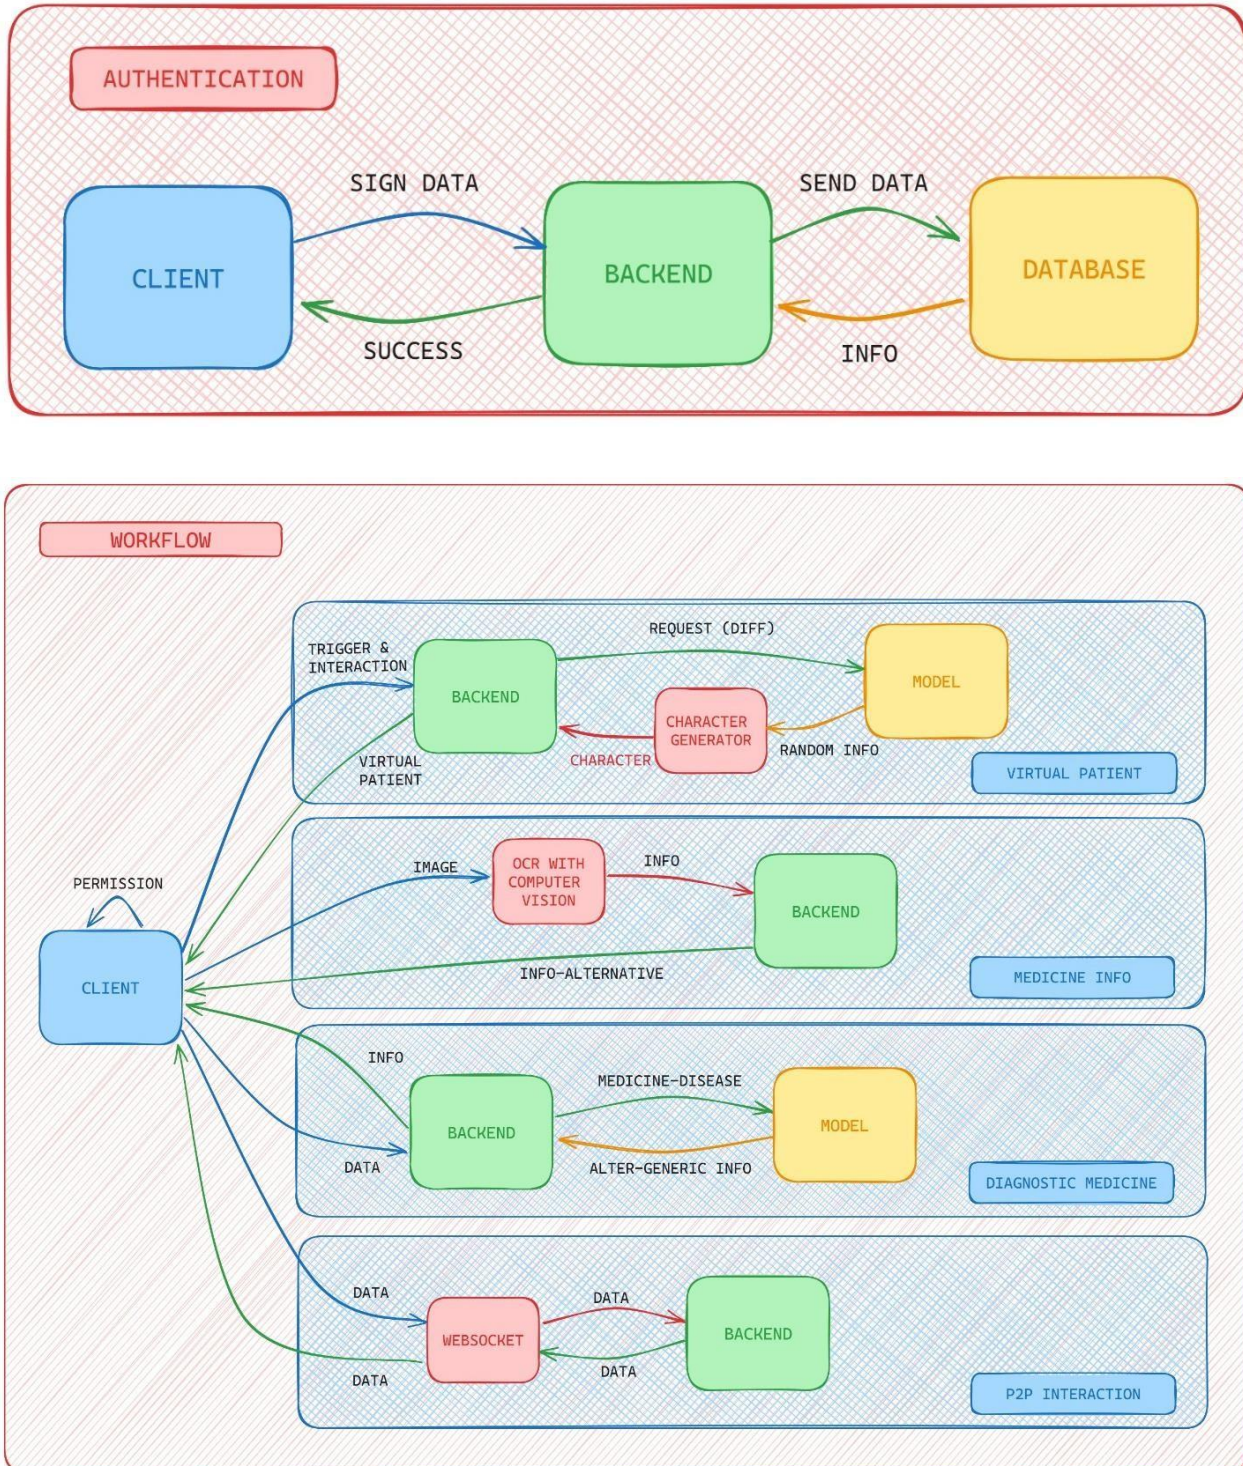 AUTHENTICATION
SIGN DATA
SEND DATA
CLIENT
BACKEND
DATABASE
SUCCESS
INFO
WORKFLOW
TRIGGER &
INTERACTION
REQUEST (DIFF)
BACKEND
MODEL
CHARACTER
GENERATOR
CHARACTER
RANDOM INFO
VIRTUAL
PATIENT
VIRTUAL PATIENT
IMAGE
OCR WITH
COMPUTER
VISION
INFO
BACKEND
INFO-ALTERNATIVE
MEDICINE INFO
PERMISSION
CLIENT
INFO
MEDICINE-DISEASE
BACKEND
MODEL
DATA
ALTER-GENERIC INFO
DIAGNOSTIC MEDICINE
DATA
DATA
WEBSOCKET
BACKEND
DATA
DATA
P2P INTERACTION